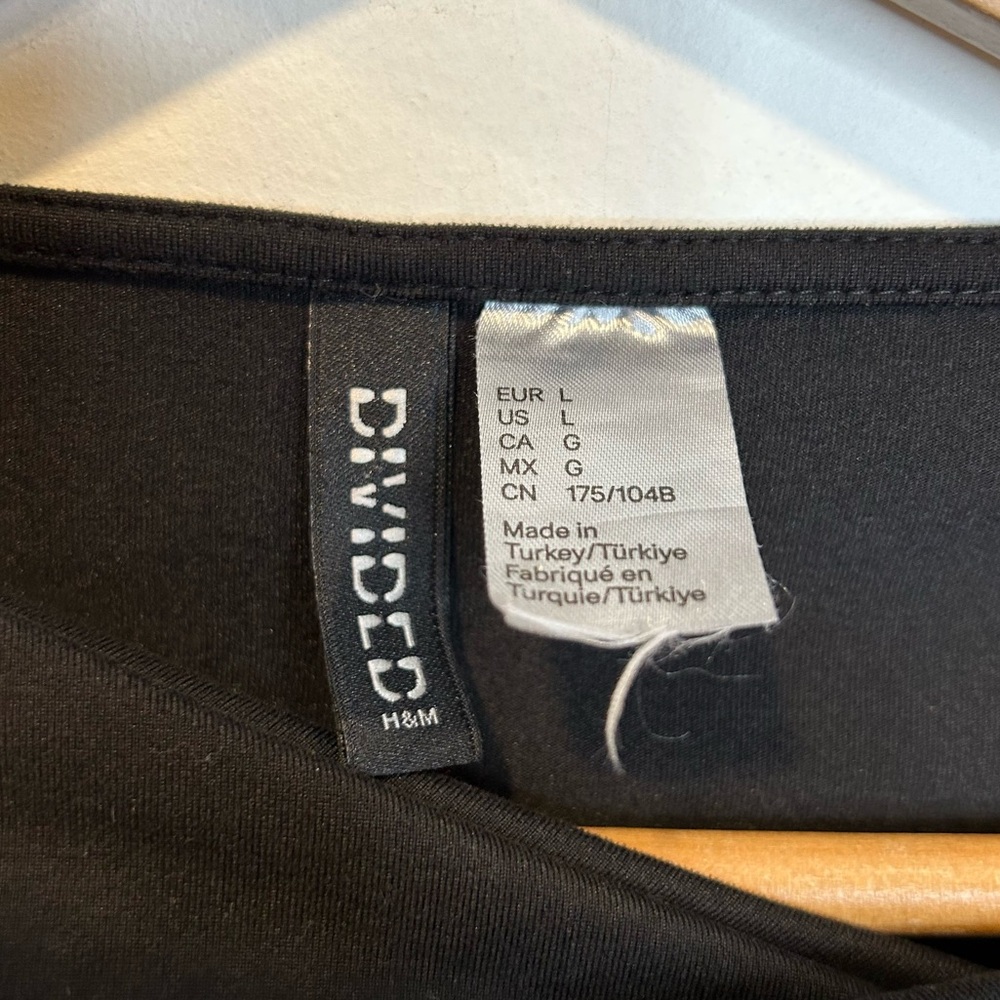 DIVIDED
H&M
EUR L
US L
CA G
MX G
CN 175/104B
Made in
Turkey/Türkiye
Fabriqué en
Turquie/Türkiye